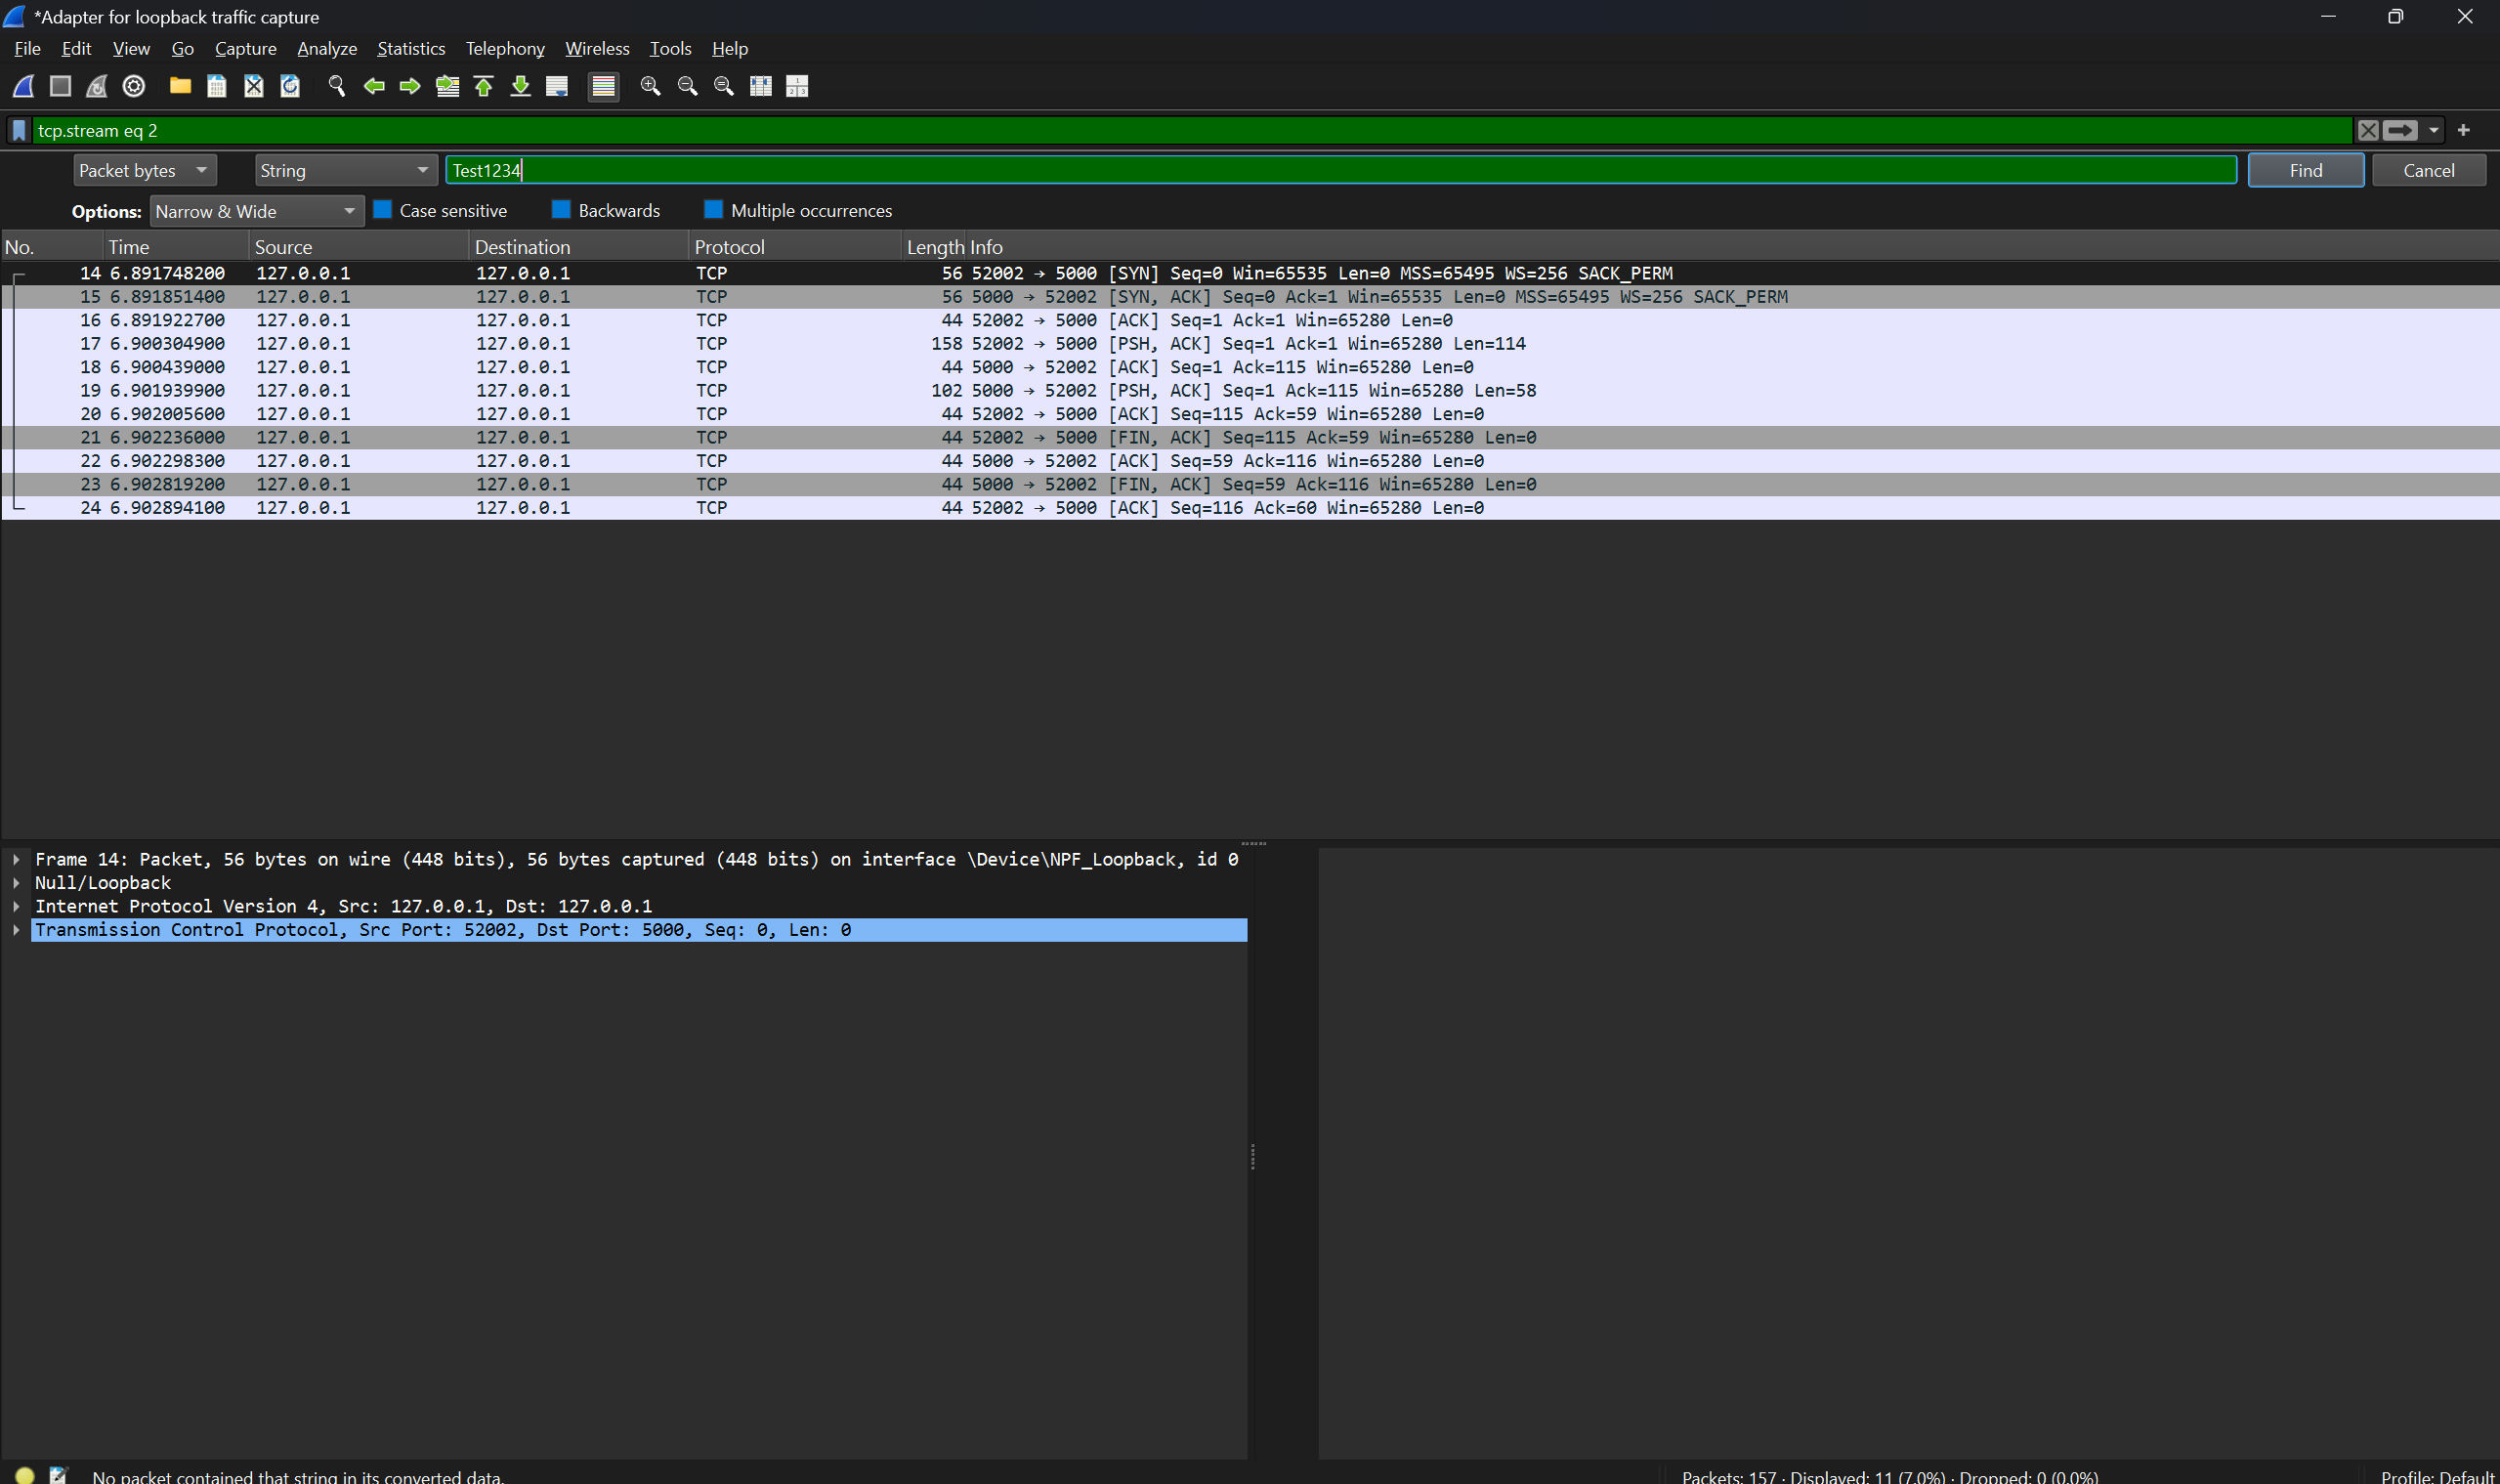 *Adapter for loopback traffic capture
File Edit View Go Capture Analyze Statistics Telephony Wireless Tools Help
tcp.stream eq 2
Packet bytes String Test1234 Find Cancel
Options: Narrow & Wide Case sensitive Backwards Multiple occurrences
No. Time Source Destination Protocol Length Info
14 6.891748200 127.0.0.1 127.0.0.1 TCP 56 52002 → 5000 [SYN] Seq=0 Win=65535 Len=0 MSS=65495 WS=256 SACK_PERM
15 6.891851400 127.0.0.1 127.0.0.1 TCP 56 5000 → 52002 [SYN, ACK] Seq=0 Ack=1 Win=65535 Len=0 MSS=65495 WS=256 SACK_PERM
16 6.891922700 127.0.0.1 127.0.0.1 TCP 44 52002 → 5000 [ACK] Seq=1 Ack=1 Win=65280 Len=0
17 6.900304900 127.0.0.1 127.0.0.1 TCP 158 52002 → 5000 [PSH, ACK] Seq=1 Ack=1 Win=65280 Len=114
18 6.900439000 127.0.0.1 127.0.0.1 TCP 44 5000 → 52002 [ACK] Seq=1 Ack=115 Win=65280 Len=0
19 6.901939900 127.0.0.1 127.0.0.1 TCP 102 5000 → 52002 [PSH, ACK] Seq=1 Ack=115 Win=65280 Len=58
20 6.902005600 127.0.0.1 127.0.0.1 TCP 44 52002 → 5000 [ACK] Seq=115 Ack=59 Win=65280 Len=0
21 6.902236000 127.0.0.1 127.0.0.1 TCP 44 52002 → 5000 [FIN, ACK] Seq=115 Ack=59 Win=65280 Len=0
22 6.902298300 127.0.0.1 127.0.0.1 TCP 44 5000 → 52002 [ACK] Seq=59 Ack=116 Win=65280 Len=0
23 6.902819200 127.0.0.1 127.0.0.1 TCP 44 5000 → 52002 [FIN, ACK] Seq=59 Ack=116 Win=65280 Len=0
24 6.902894100 127.0.0.1 127.0.0.1 TCP 44 52002 → 5000 [ACK] Seq=116 Ack=60 Win=65280 Len=0
Frame 14: Packet, 56 bytes on wire (448 bits), 56 bytes captured (448 bits) on interface \Device\NPF_Loopback, id 0
Null/Loopback
Internet Protocol Version 4, Src: 127.0.0.1, Dst: 127.0.0.1
Transmission Control Protocol, Src Port: 52002, Dst Port: 5000, Seq: 0, Len: 0
No packet contained that string in its converted data. Packets: 157 · Displayed: 11 (7.0%) · Dropped: 0 (0.0%) Profile: Default